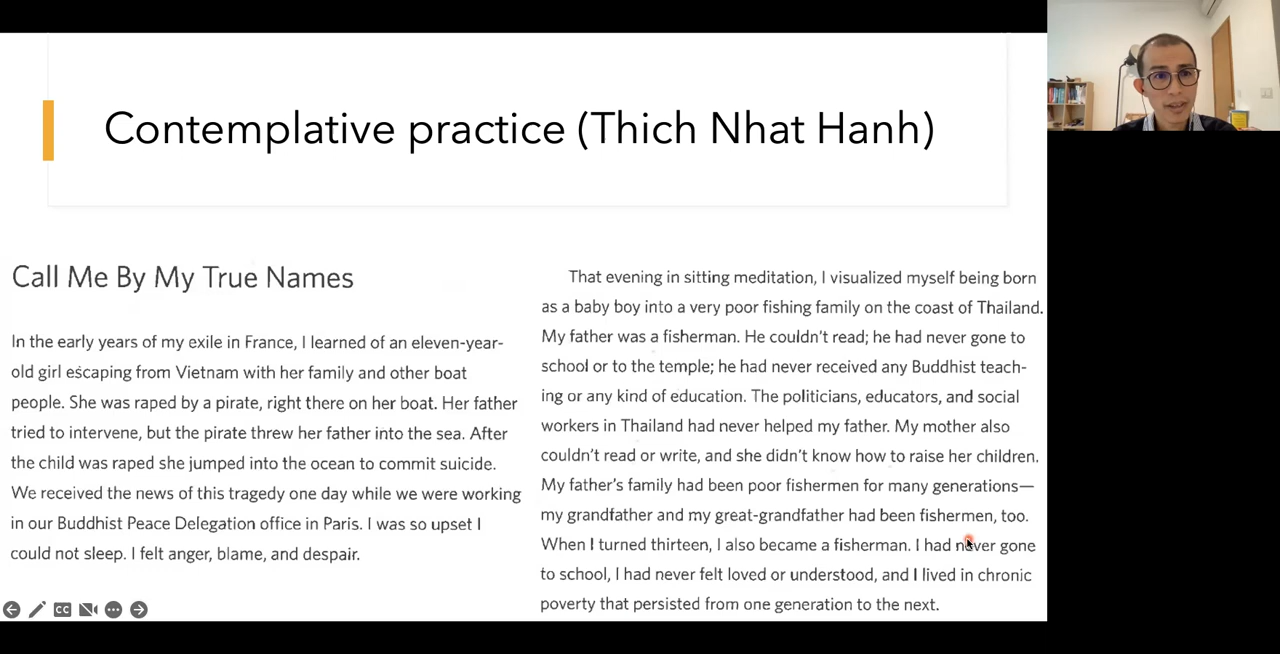 Contemplative practice (Thich Nhat Hanh)
Call Me By My True Names
In the early years of my exile in France, I learned of an eleven-year-
old girl escaping from Vietnam with her family and other boat
people. She was raped by a pirate, right there on her boat. Her father
tried to intervene, but the pirate threw her father into the sea. After
the child was raped she jumped into the ocean to commit suicide.
We received the news of this tragedy one day while we were working
in our Buddhist Peace Delegation office in Paris. I was so upset I
could not sleep. I felt anger, blame, and despair.
That evening in sitting meditation, I visualized myself being born
as a baby boy into a very poor fishing family on the coast of Thailand.
My father was a fisherman. He couldn't read; he had never gone to
school or to the temple; he had never received any Buddhist teach-
ing or any kind of education. The politicians, educators, and social
workers in Thailand had never helped my father. My mother also
couldn't read or write, and she didn't know how to raise her children.
My father's family had been poor fishermen for many generations—
my grandfather and my great-grandfather had been fishermen, too.
When I turned thirteen, I also became a fisherman. I had never gone
to school, I had never felt loved or understood, and I lived in chronic
poverty that persisted from one generation to the next.
CC